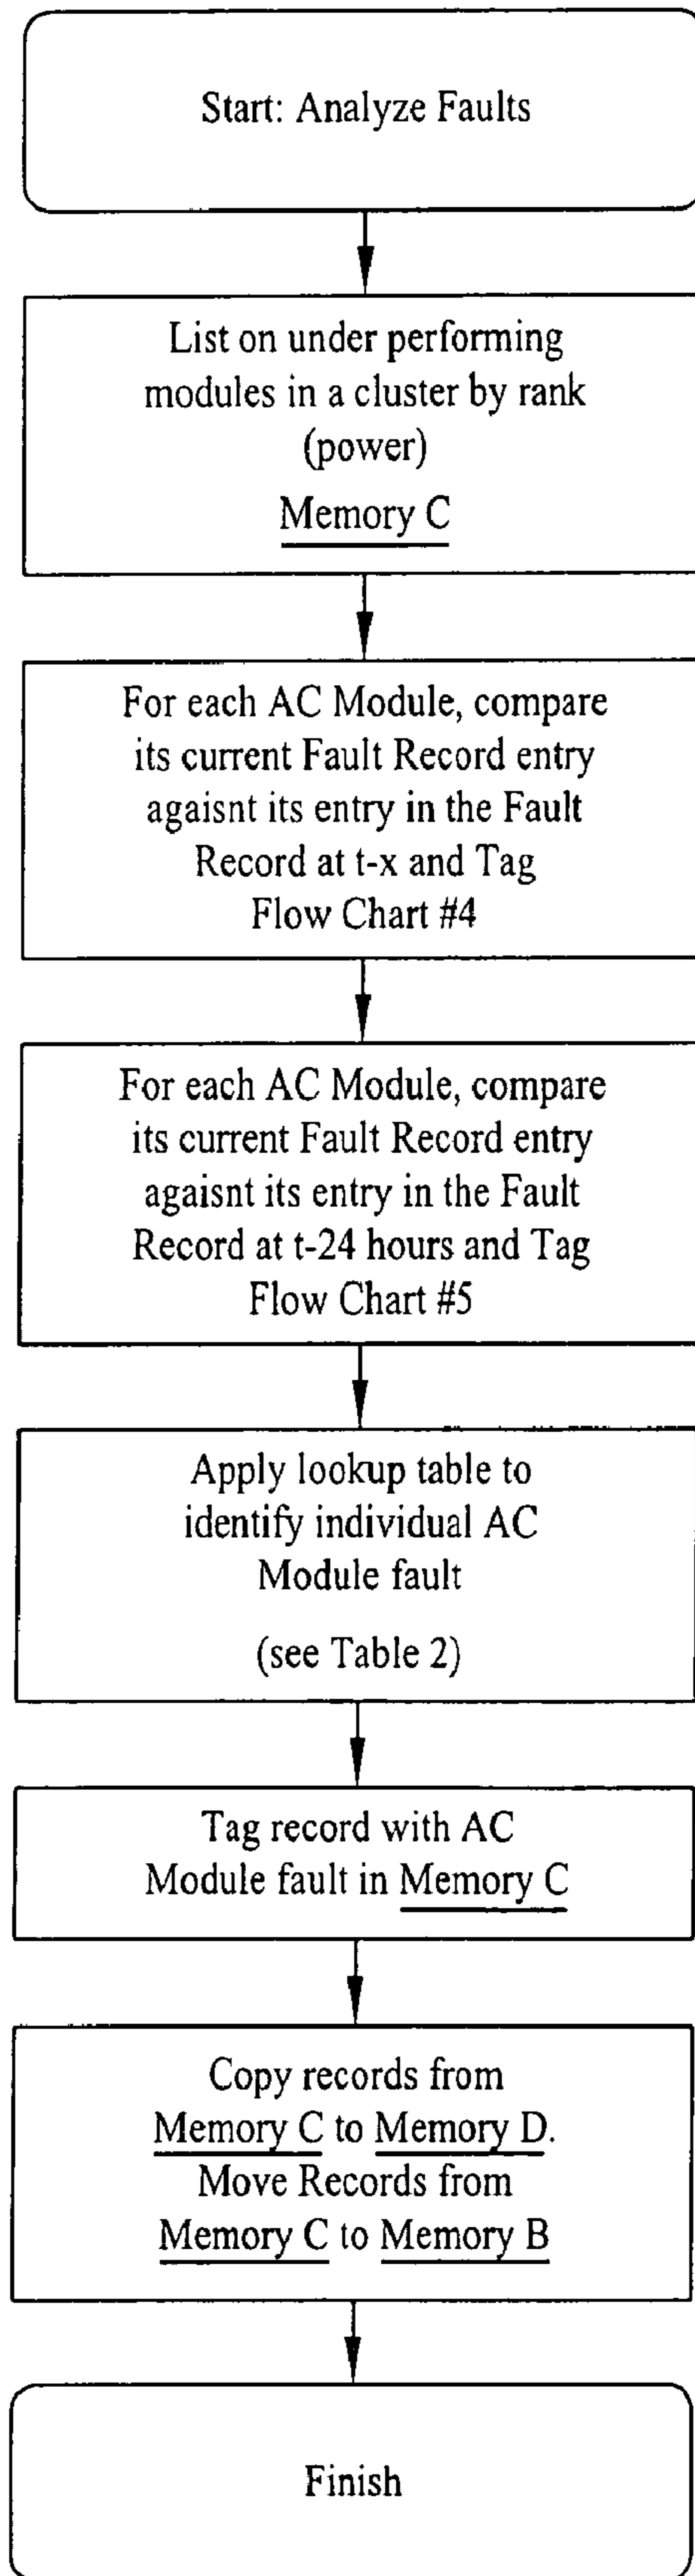 Start: Analyze Faults
List on under performing
modules in a cluster by rank
(power)
Memory C
For each AC Module, compare
its current Fault Record entry
agaisnt its entry in the Fault
Record at t-x and Tag
Flow Chart #4
For each AC Module, compare
its current Fault Record entry
agaisnt its entry in the Fault
Record at t-24 hours and Tag
Flow Chart #5
Apply lookup table to
identify individual AC
Module fault
(see Table 2)
Tag record with AC
Module fault in Memory C
Copy records from
Memory C to Memory D.
Move Records from
Memory C to Memory B
Finish